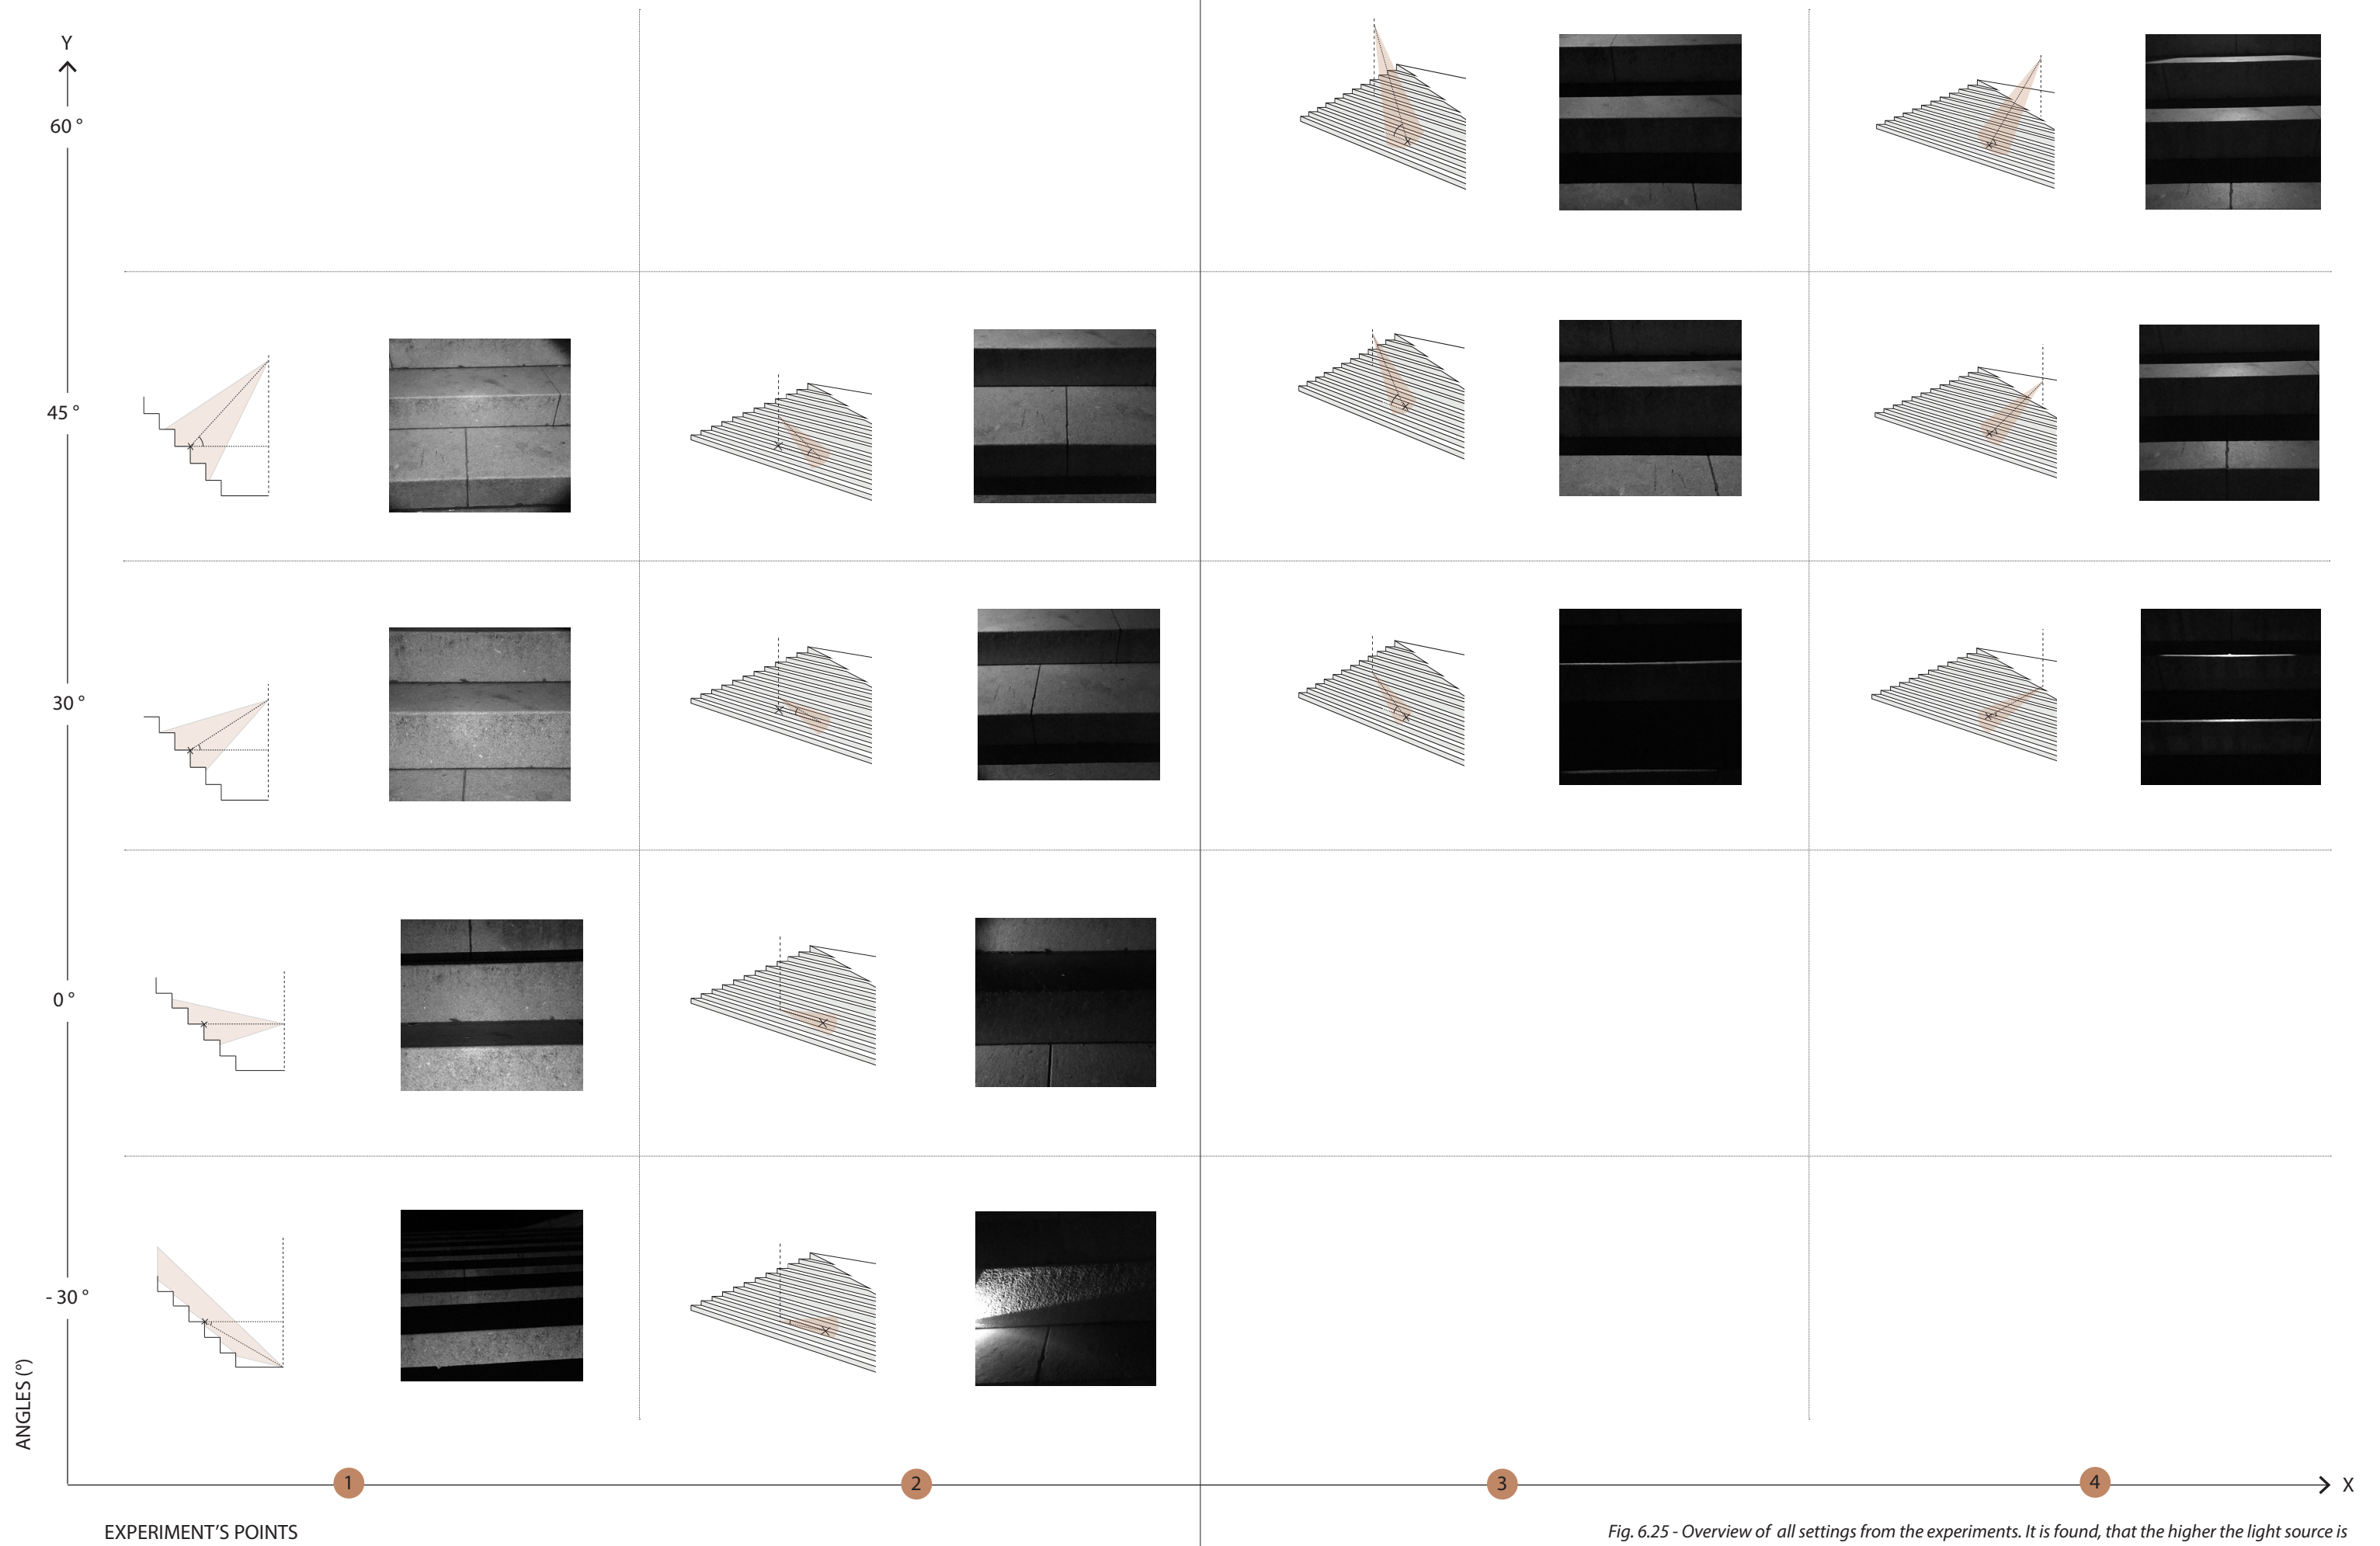 Y
60 °
45 °
30 °
0 °
- 30 °
ANGLES (°)
1
2
3
4
X
EXPERIMENT'S POINTS
Fig. 6.25 - Overview of all settings from the experiments. It is found, that the higher the light source is